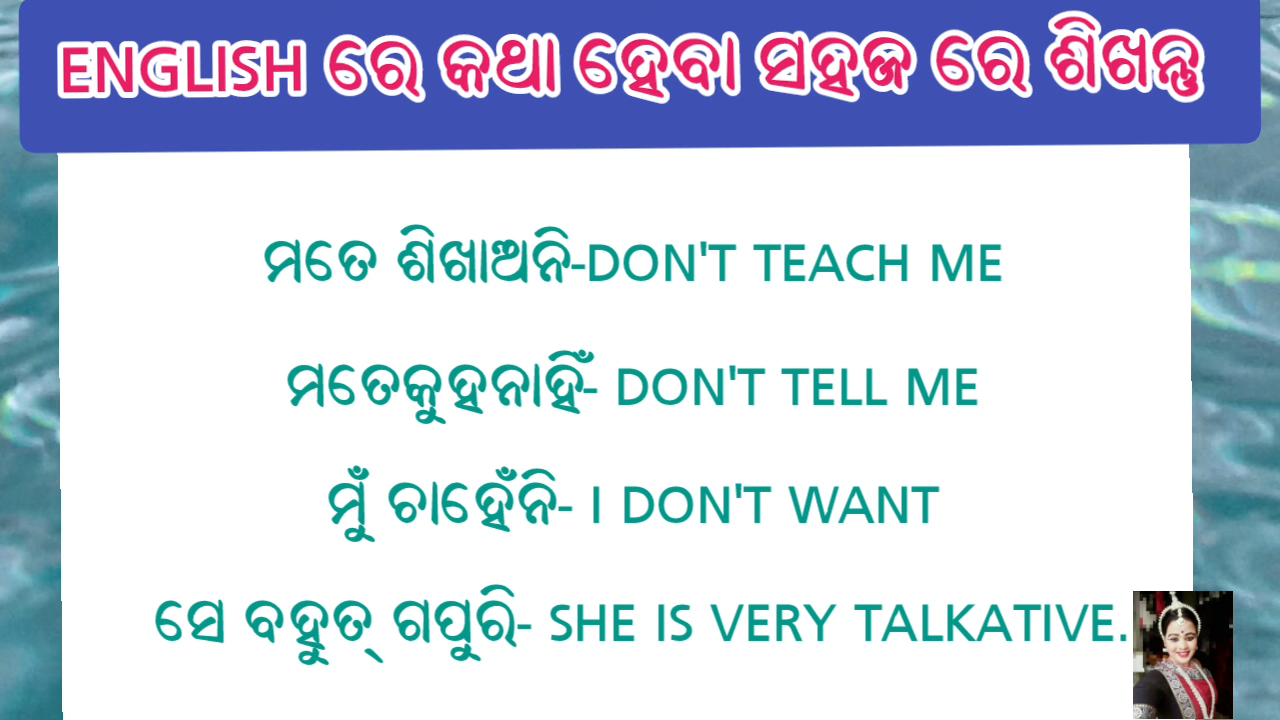 ENGLISH ରେ କଥା ହେବା ସହଜ ରେ ଶିଖନ୍ତୁ
ମତେ ଶିଖାଅନି-DON'T TEACH ME
ମତେକୁହନାହିଁ- DON'T TELL ME
ମୁଁ ଚାହେଁନି- I DON'T WANT
ସେ ବହୁତ୍ ଗପୁରି- SHE IS VERY TALKATIVE.